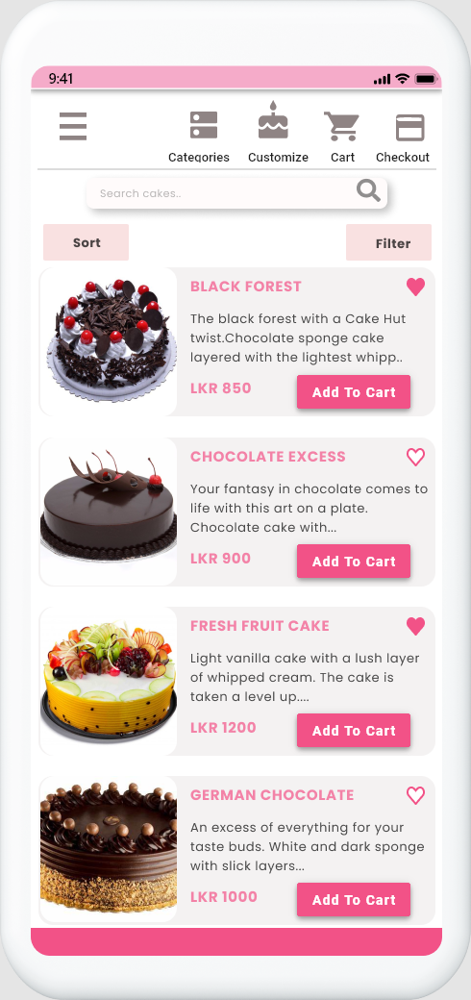 9:41
Categories Customize Cart Checkout
Search cakes..
Sort Filter
BLACK FOREST
The black forest with a Cake Hut
twist.Chocolate sponge cake
layered with the lightest whipp..
LKR 850 Add To Cart
CHOCOLATE EXCESS
Your fantasy in chocolate comes to
life with this art on a plate.
Chocolate cake with...
LKR 900 Add To Cart
FRESH FRUIT CAKE
Light vanilla cake with a lush layer
of whipped cream. The cake is
taken a level up....
LKR 1200 Add To Cart
GERMAN CHOCOLATE
An excess of everything for your
taste buds. White and dark sponge
with slick layers...
LKR 1000 Add To Cart